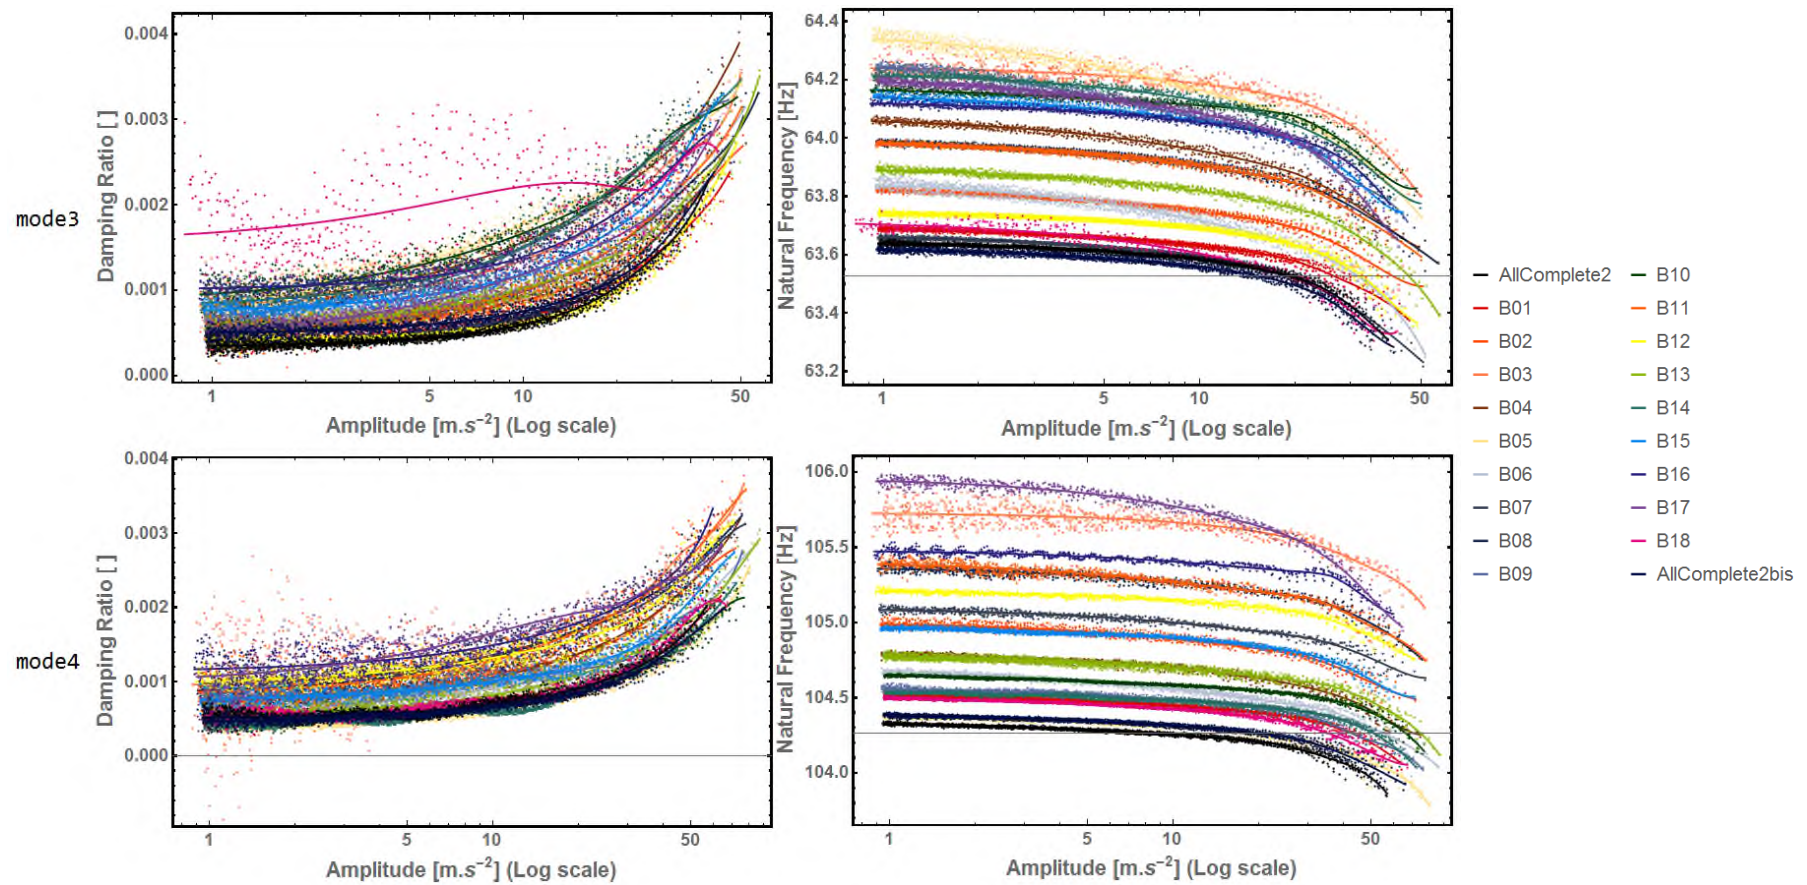 mode3
Damping Ratio [ ]
0.004
0.003
0.002
0.001
0.000
1
5
10
50
Amplitude [m.s⁻²] (Log scale)
Natural Frequency [Hz]
64.4
64.2
64.0
63.8
63.6
63.4
63.2
1
5
10
50
Amplitude [m.s⁻²] (Log scale)
mode4
Damping Ratio [ ]
0.004
0.003
0.002
0.001
0.000
1
5
10
50
Amplitude [m.s⁻²] (Log scale)
Natural Frequency [Hz]
106.0
105.5
105.0
104.5
104.0
1
5
10
50
Amplitude [m.s⁻²] (Log scale)
AllComplete2
B01
B02
B03
B04
B05
B06
B07
B08
B09
B10
B11
B12
B13
B14
B15
B16
B17
B18
AllComplete2bis